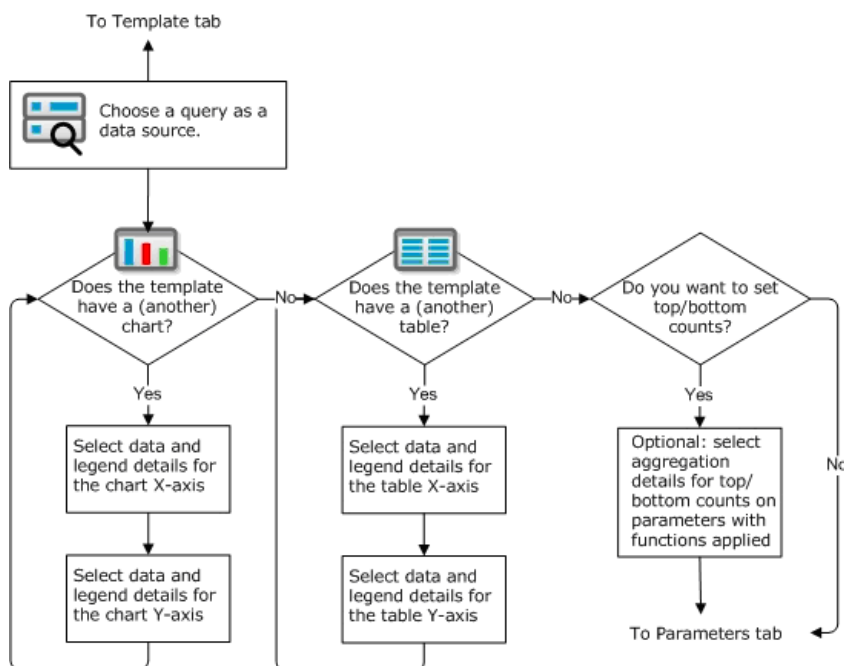 To Template tab
Choose a query as a
data source.
Does the template
have a (another)
chart?
No
Does the template
have a (another)
table?
No
Do you want to set
top/bottom
counts?
Yes
Yes
Yes
Select data and
legend details for
the chart X-axis
Select data and
legend details for
the table X-axis
Optional: select
aggregation
details for top/
bottom counts on
parameters with
functions applied
No
Select data and
legend details for
the chart Y-axis
Select data and
legend details for
the table Y-axis
To Parameters tab